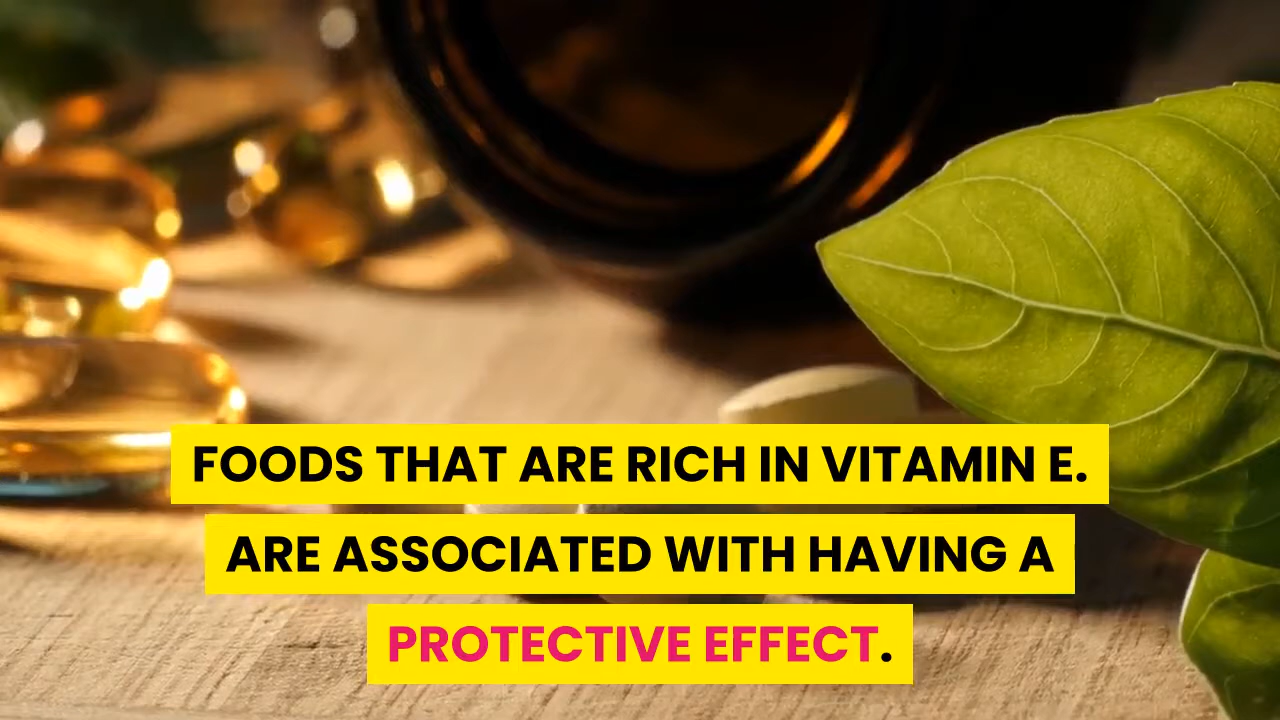 FOODS THAT ARE RICH IN VITAMIN E.
ARE ASSOCIATED WITH HAVING A
PROTECTIVE EFFECT.